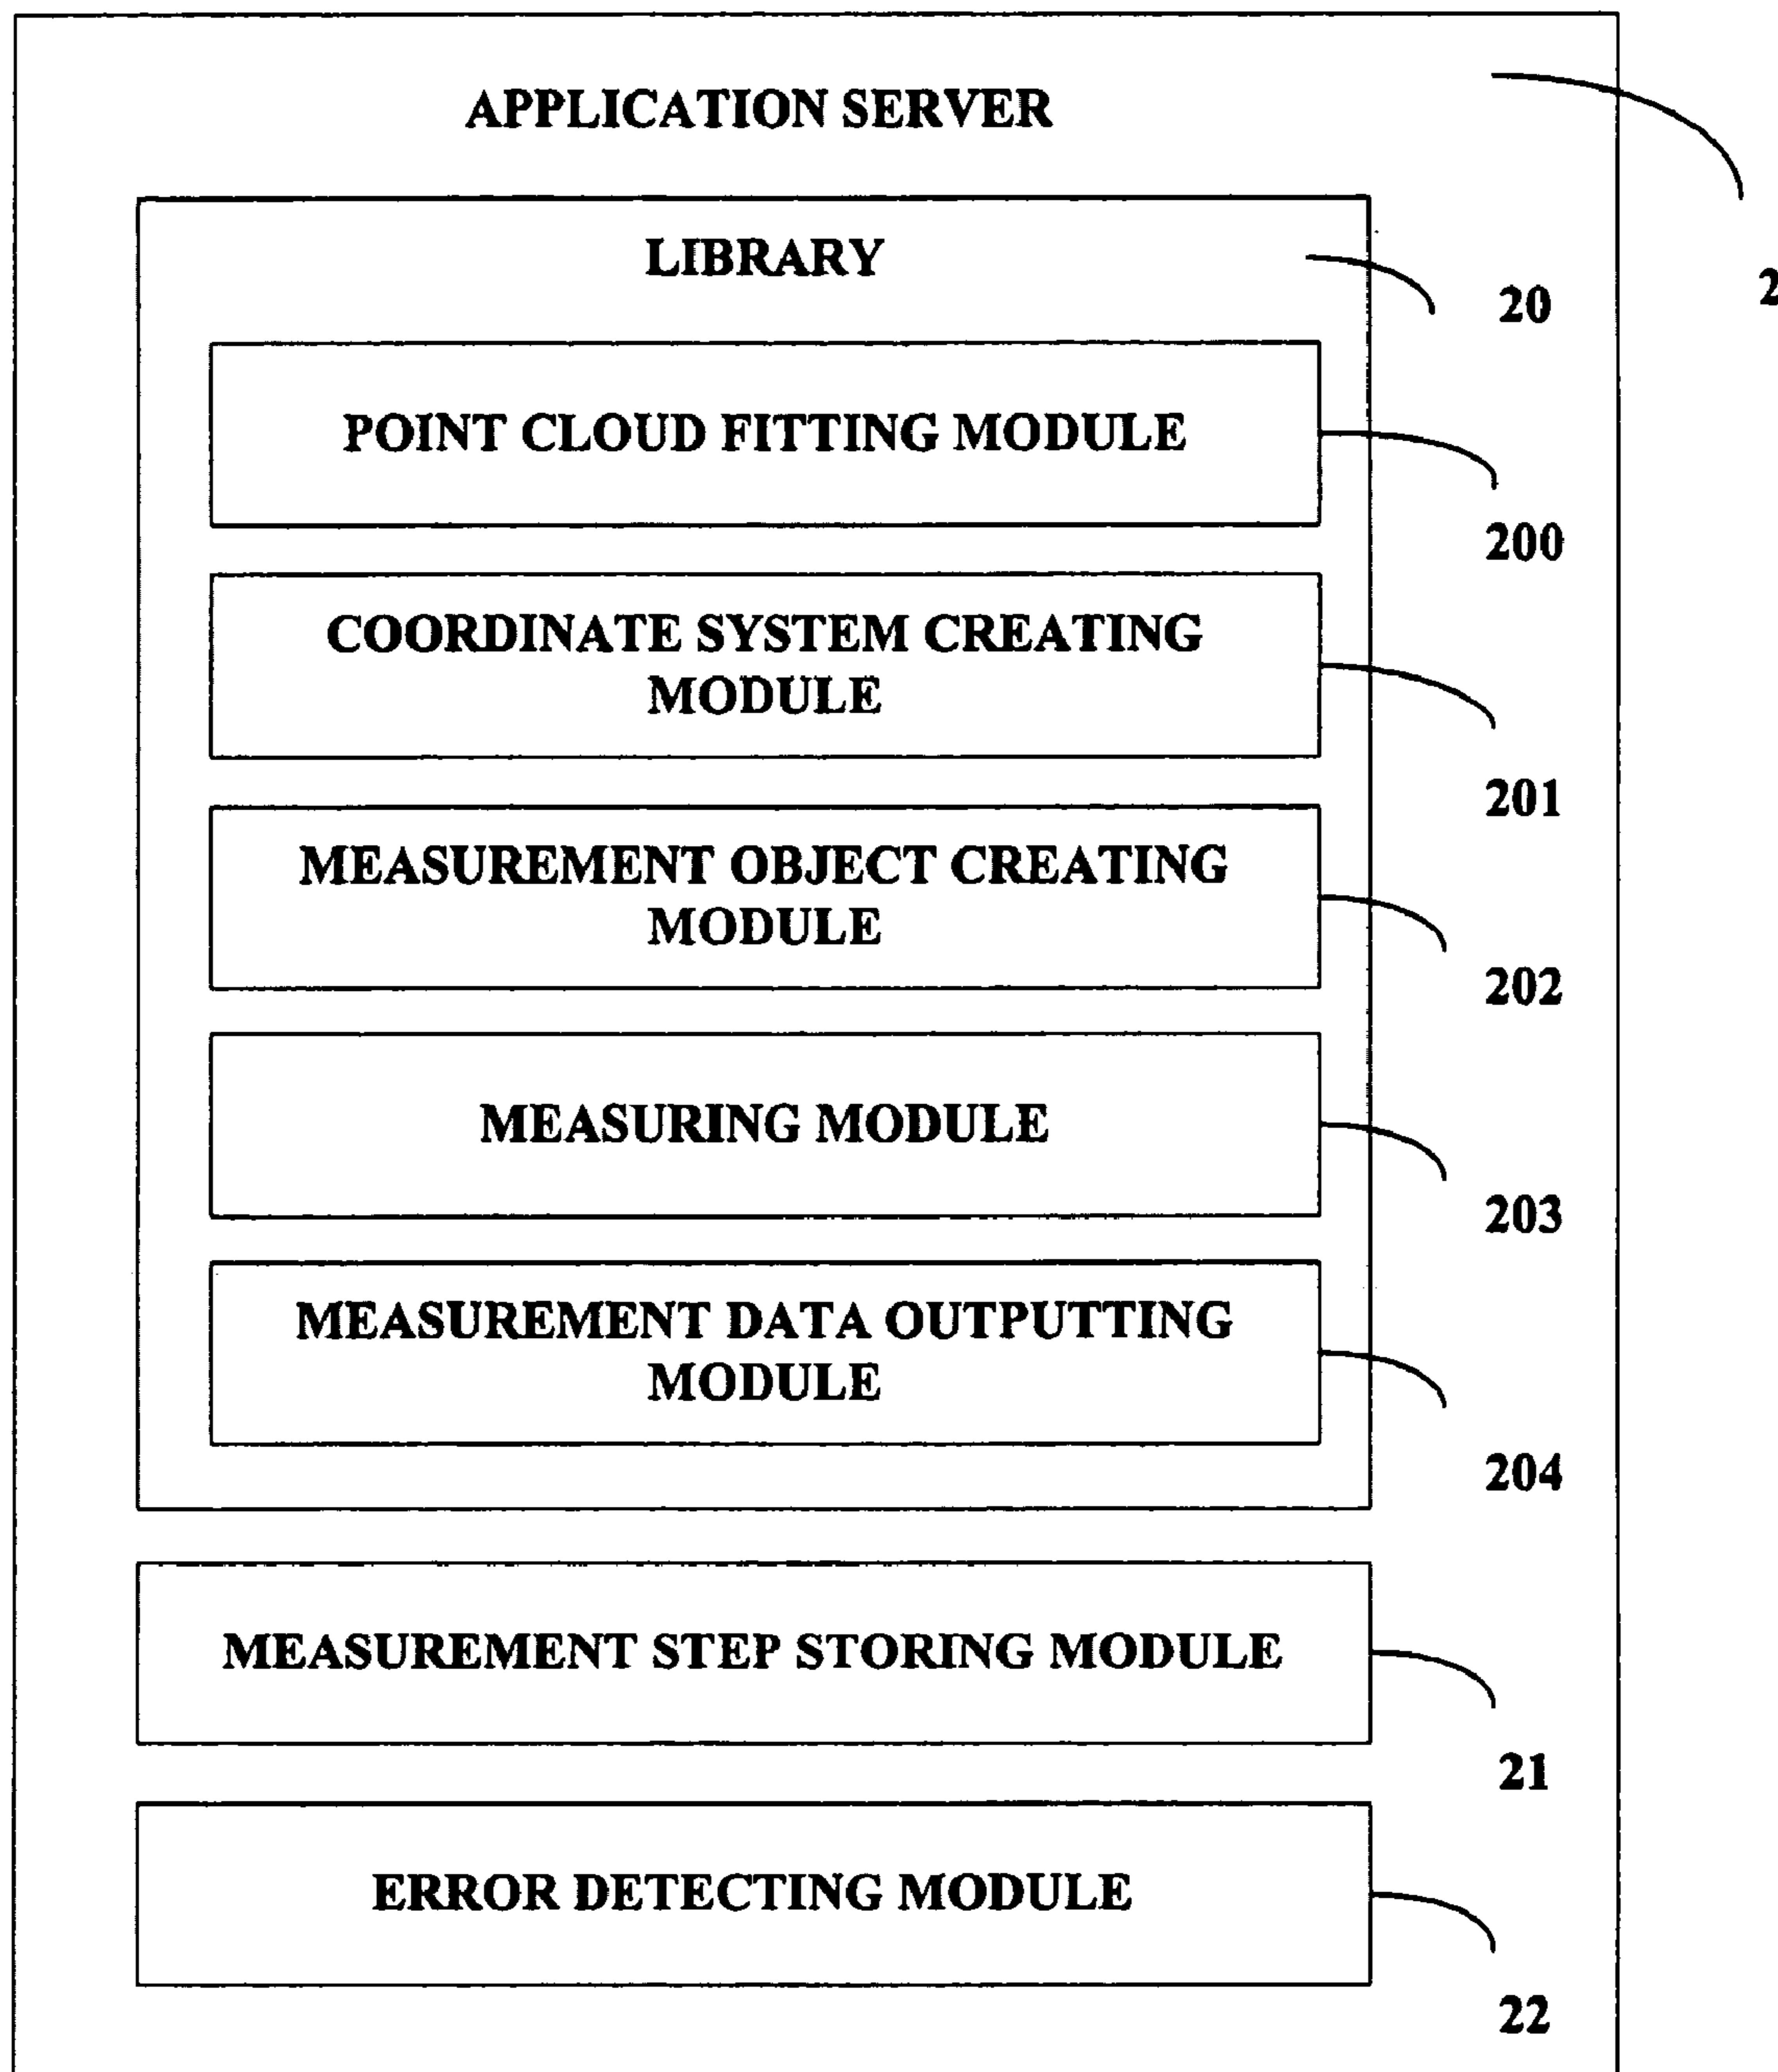 APPLICATION SERVER
2
LIBRARY
20
POINT CLOUD FITTING MODULE
200
COORDINATE SYSTEM CREATING
MODULE
201
MEASUREMENT OBJECT CREATING
MODULE
202
MEASURING MODULE
203
MEASUREMENT DATA OUTPUTTING
MODULE
204
MEASUREMENT STEP STORING MODULE
21
ERROR DETECTING MODULE
22